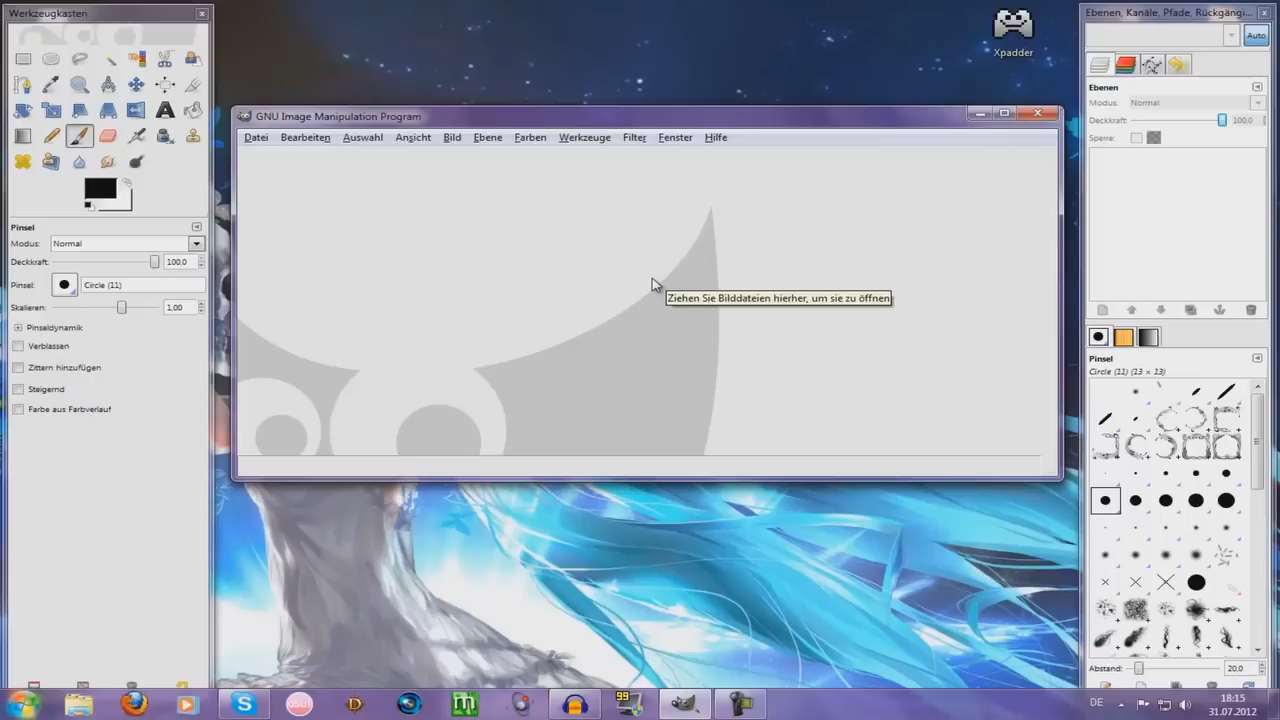 Werkzeugkasten
Pinsel
Modus: Normal
Deckkraft: 100,0
Pinsel: Circle (11)
Skalieren: 1,00
Pinseldynamik
Verblassen
Zittern hinzufügen
Steigernd
Farbe aus Farbverlauf
Xpadder
GNU Image Manipulation Program
Datei Bearbeiten Auswahl Ansicht Bild Ebene Farben Werkzeuge Filter Fenster Hilfe
Ziehen Sie Bilddateien hierher, um sie zu öffnen
Ebenen, Kanäle, Pfade, Rückgängi...
Auto
Ebenen
Modus: Normal
Deckkraft: 100,0
Sperre:
Pinsel
Circle (11) (13 × 13)
Abstand: 20,0
osu!
99
DE
18:15
31.07.2012